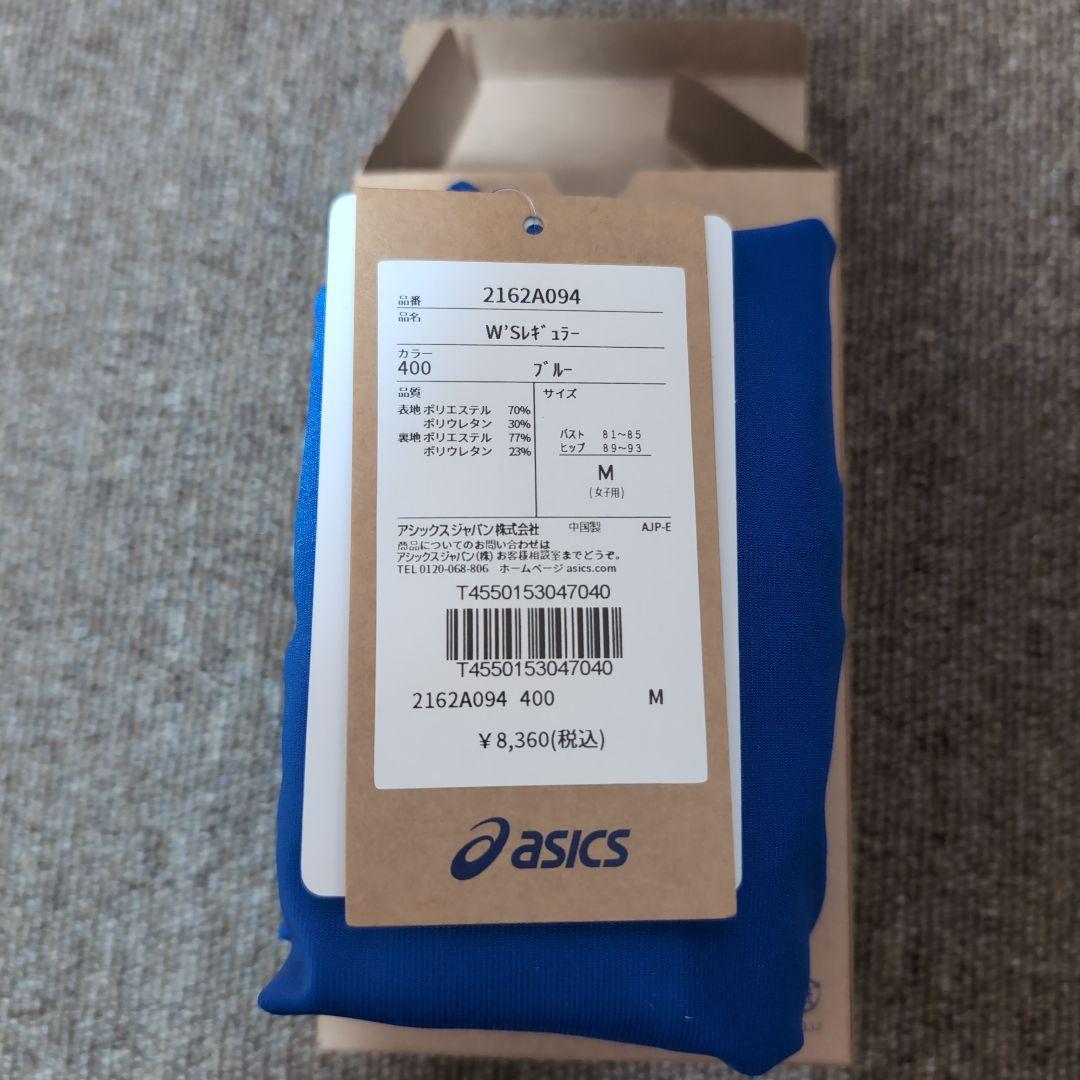 品番 2162A094
品名
W'Sﾚｷﾞｭﾗｰ
カラー
400 ﾌﾞﾙｰ
品質 サイズ
表地 ポリエステル 70%
ポリウレタン 30%
裏地 ポリエステル 77%
ポリウレタン 23%
バスト 81~85
ヒップ 89~93
M
(女子用)
アシックスジャパン株式会社 中国製 AJP-E
商品についてのお問い合わせは
アシックスジャパン(株)お客様相談室までどうぞ。
TEL 0120-068-806 ホームページ asics.com
T4550153047040
T4550153047040
2162A094 400 M
¥8,360(税込)
asics